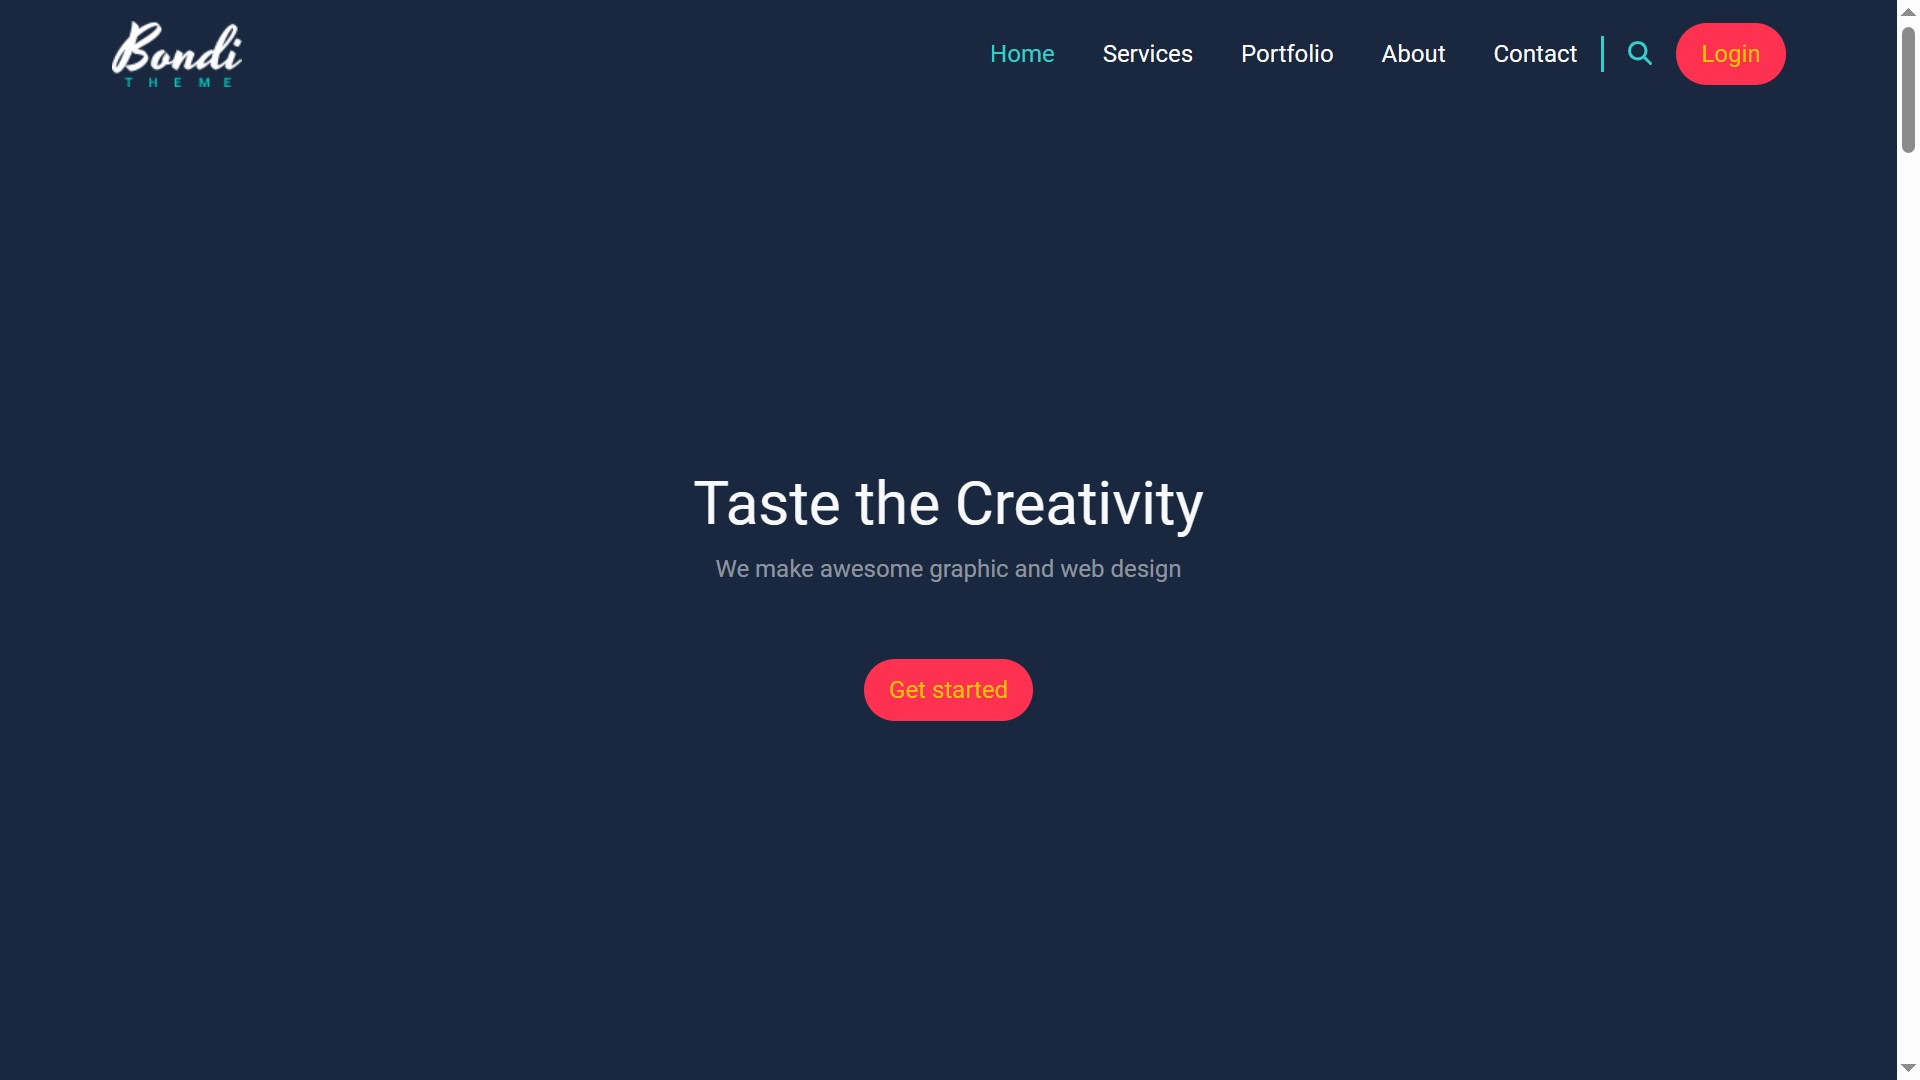 Bondi
THEME
Home
Services
Portfolio
About
Contact
Login
Taste the Creativity
We make awesome graphic and web design
Get started